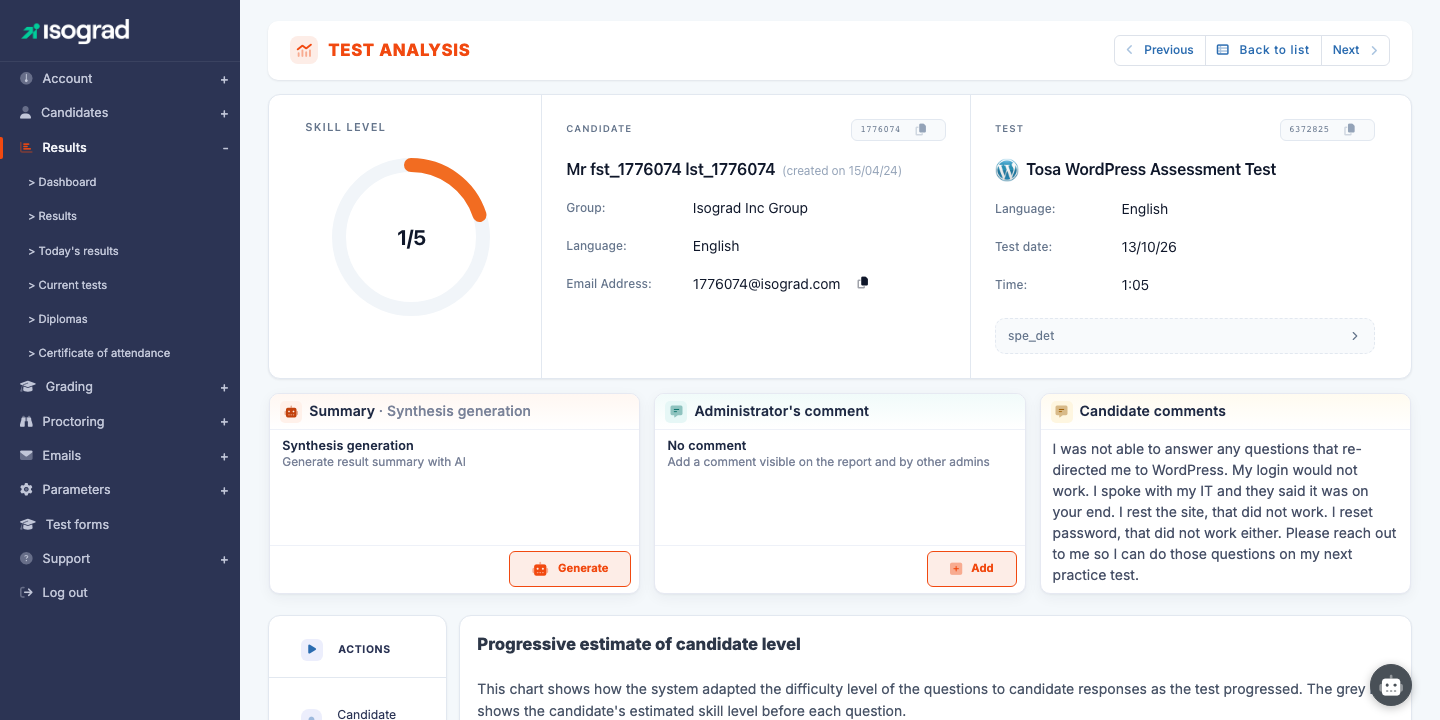 isograd
Account +
Candidates +
Results -
> Dashboard
> Results
> Today's results
> Current tests
> Diplomas
> Certificate of attendance
Grading +
Proctoring +
Emails +
Parameters +
Test forms
Support +
Log out
TEST ANALYSIS
Previous
Back to list
Next
SKILL LEVEL
1/5
CANDIDATE
1776074
Mr fst_1776074 lst_1776074 (created on 15/04/24)
Group: Isograd Inc Group
Language: English
Email Address: 1776074@isograd.com
TEST
6372825
Tosa WordPress Assessment Test
Language: English
Test date: 13/10/26
Time: 1:05
spe_det
Summary · Synthesis generation
Synthesis generation
Generate result summary with AI
Generate
Administrator's comment
No comment
Add a comment visible on the report and by other admins
Add
Candidate comments
I was not able to answer any questions that re-
directed me to WordPress. My login would not
work. I spoke with my IT and they said it was on
your end. I rest the site, that did not work. I reset
password, that did not work either. Please reach out
to me so I can do those questions on my next
practice test.
ACTIONS
Candidate
Progressive estimate of candidate level
This chart shows how the system adapted the difficulty level of the questions to candidate responses as the test progressed. The grey
shows the candidate's estimated skill level before each question.